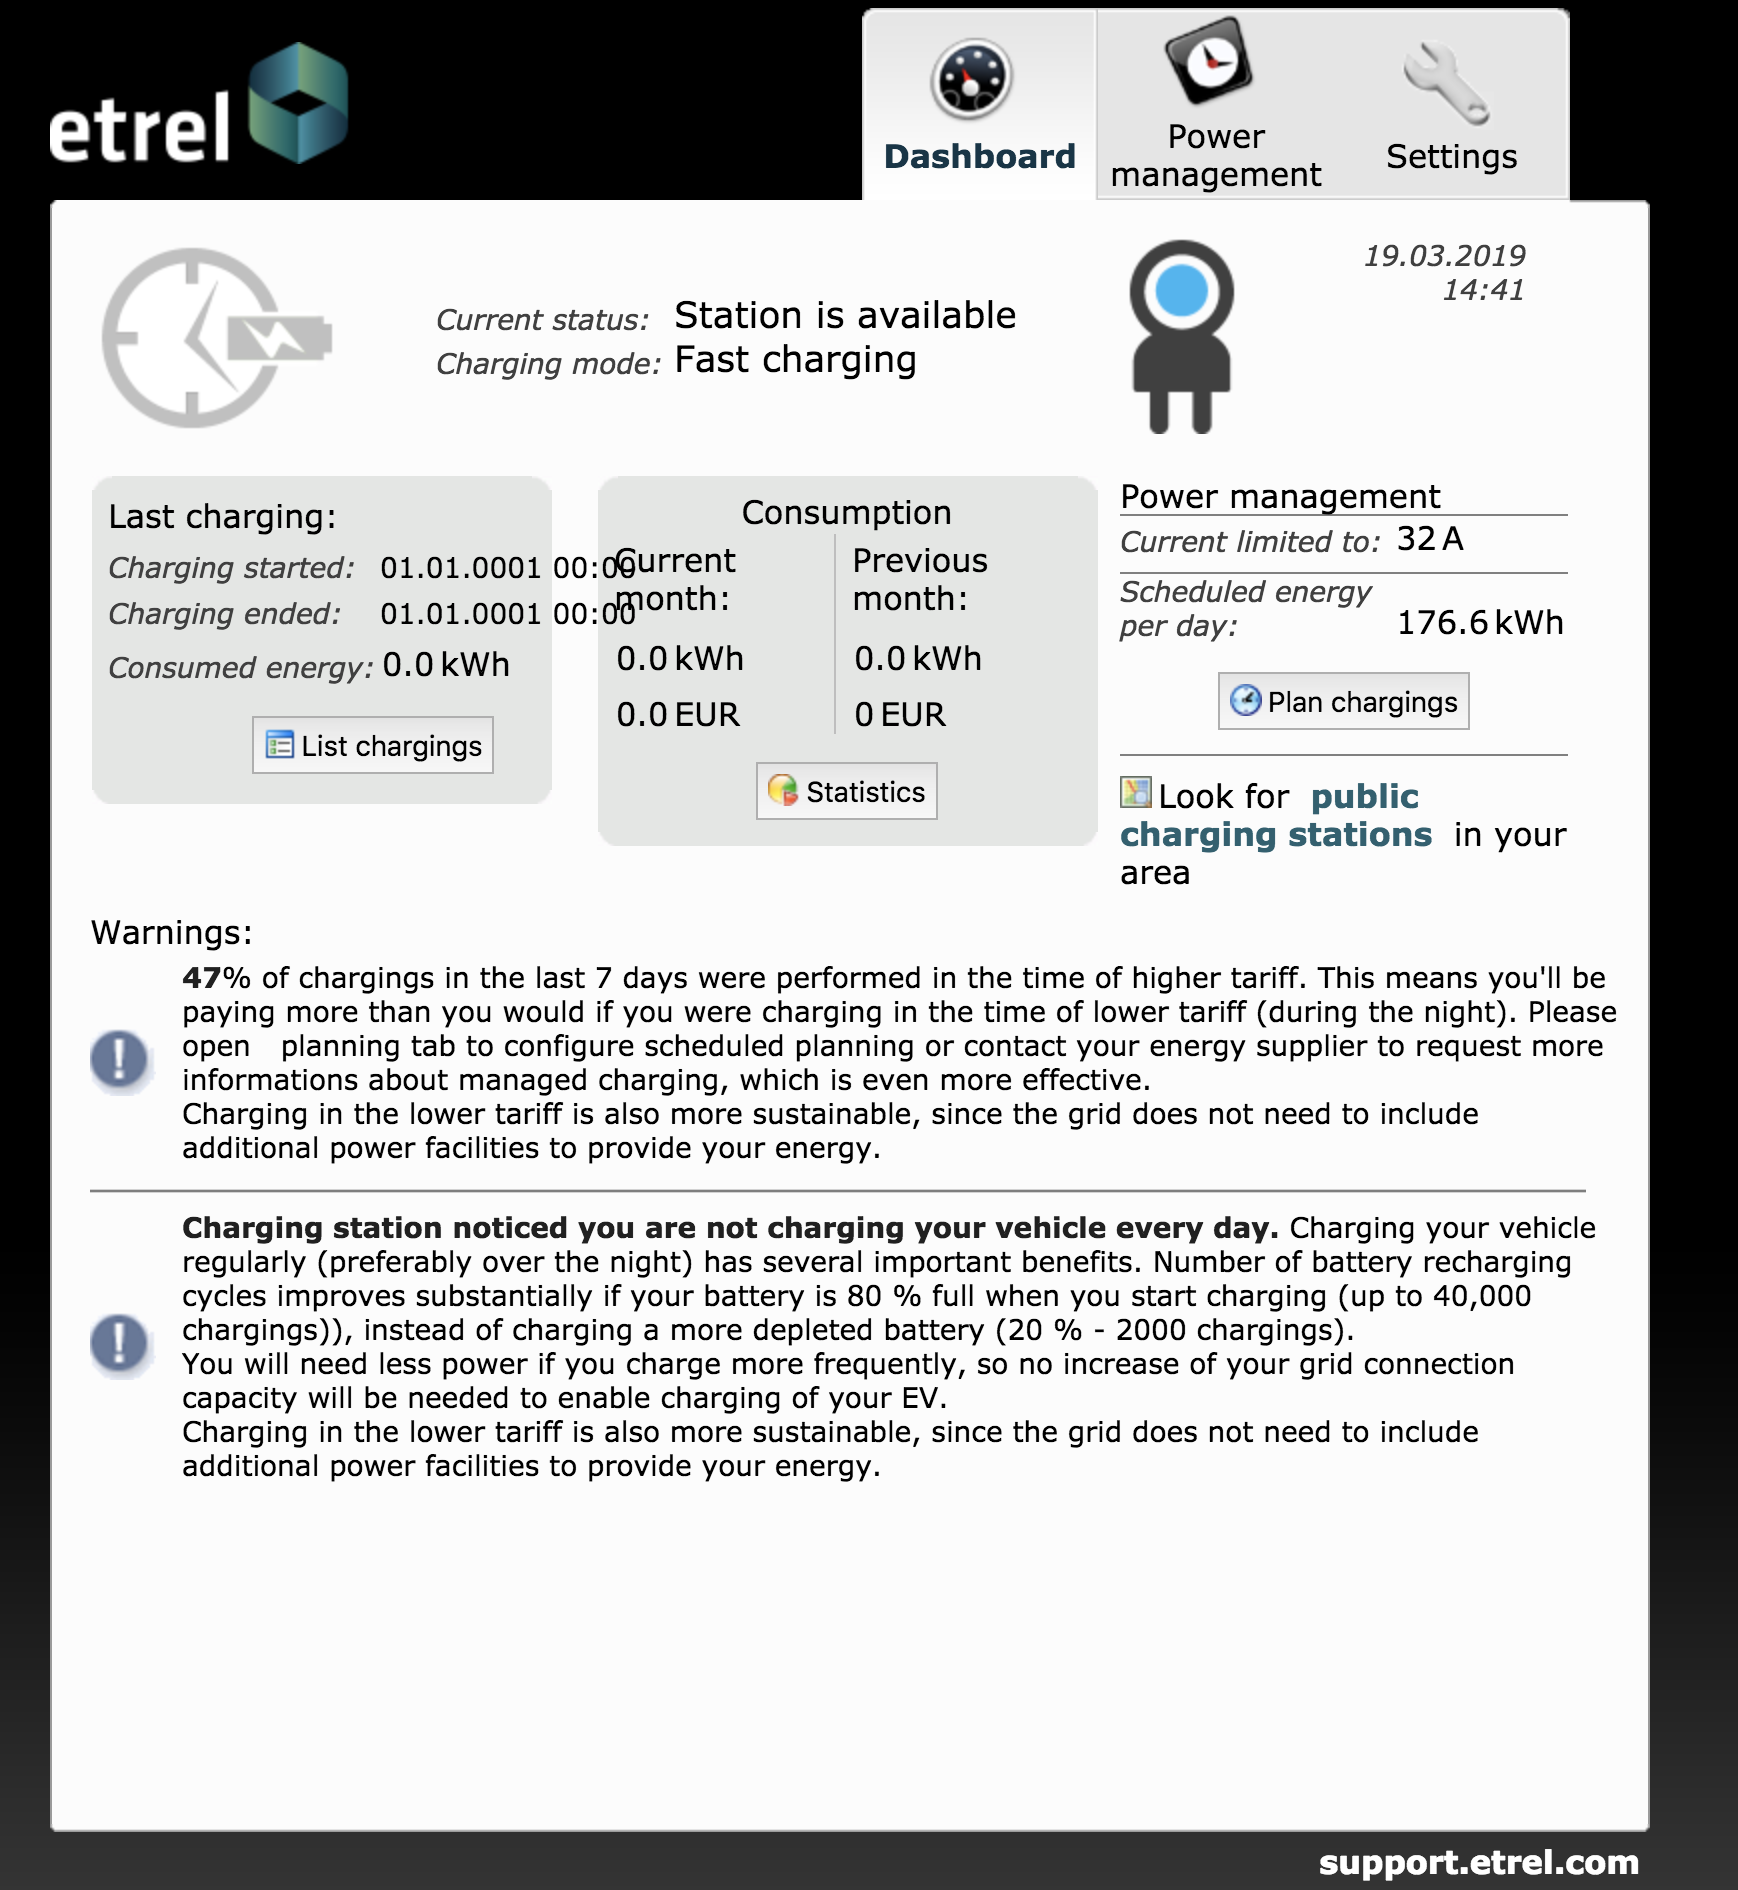 etrel
Dashboard
Power
management
Settings
19.03.2019
14:41
Current status: Station is available
Charging mode: Fast charging
Last charging:
Charging started: 01.01.0001 00:00
Charging ended: 01.01.0001 00:00
Consumed energy: 0.0 kWh
List chargings
Consumption
Current
month:
0.0 kWh
0.0 EUR
Previous
month:
0.0 kWh
0 EUR
Statistics
Power management
Current limited to: 32 A
Scheduled energy
per day: 176.6 kWh
Plan chargings
Look for public
charging stations in your
area
Warnings:
47% of chargings in the last 7 days were performed in the time of higher tariff. This means you'll be
paying more than you would if you were charging in the time of lower tariff (during the night). Please
open planning tab to configure scheduled planning or contact your energy supplier to request more
informations about managed charging, which is even more effective.
Charging in the lower tariff is also more sustainable, since the grid does not need to include
additional power facilities to provide your energy.
Charging station noticed you are not charging your vehicle every day. Charging your vehicle
regularly (preferably over the night) has several important benefits. Number of battery recharging
cycles improves substantially if your battery is 80 % full when you start charging (up to 40,000
chargings)), instead of charging a more depleted battery (20 % - 2000 chargings).
You will need less power if you charge more frequently, so no increase of your grid connection
capacity will be needed to enable charging of your EV.
Charging in the lower tariff is also more sustainable, since the grid does not need to include
additional power facilities to provide your energy.
support.etrel.com